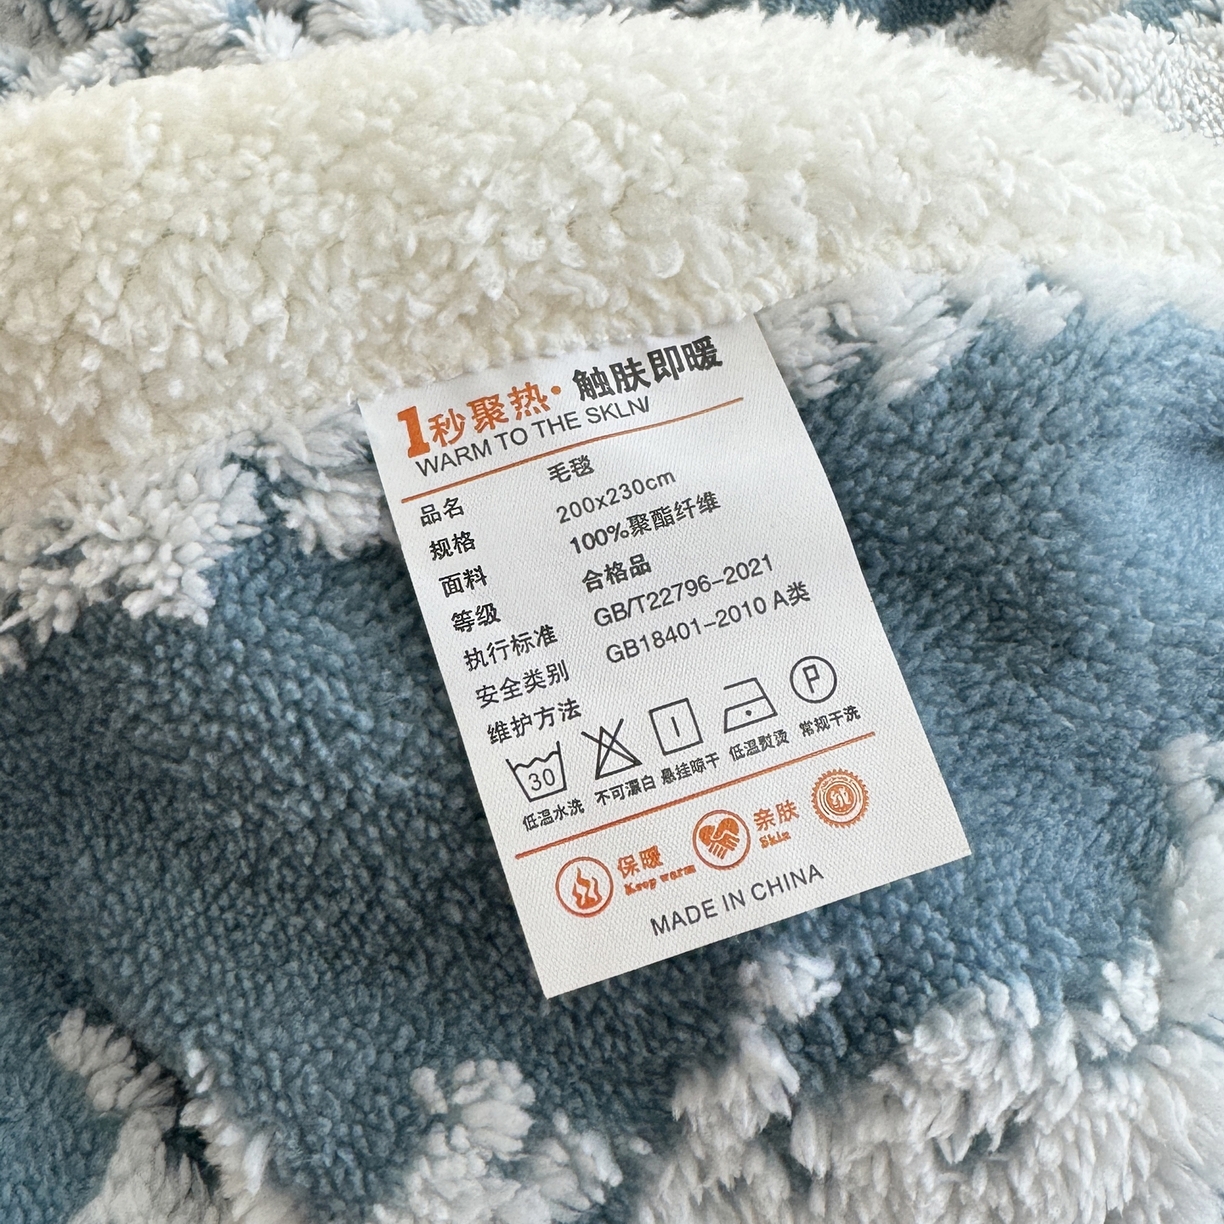 1秒聚热·触肤即暖
WARM TO THE SKLN/
品名 毛毯
规格 200x230cm
面料 100%聚酯纤维
等级 合格品
执行标准 GB/T22796-2021
安全类别 GB18401-2010 A类
维护方法
30 P
低温水洗 不可漂白 悬挂晾干 低温熨烫 常规干洗
保暖 亲肤 绒
Keep warm Skin
MADE IN CHINA